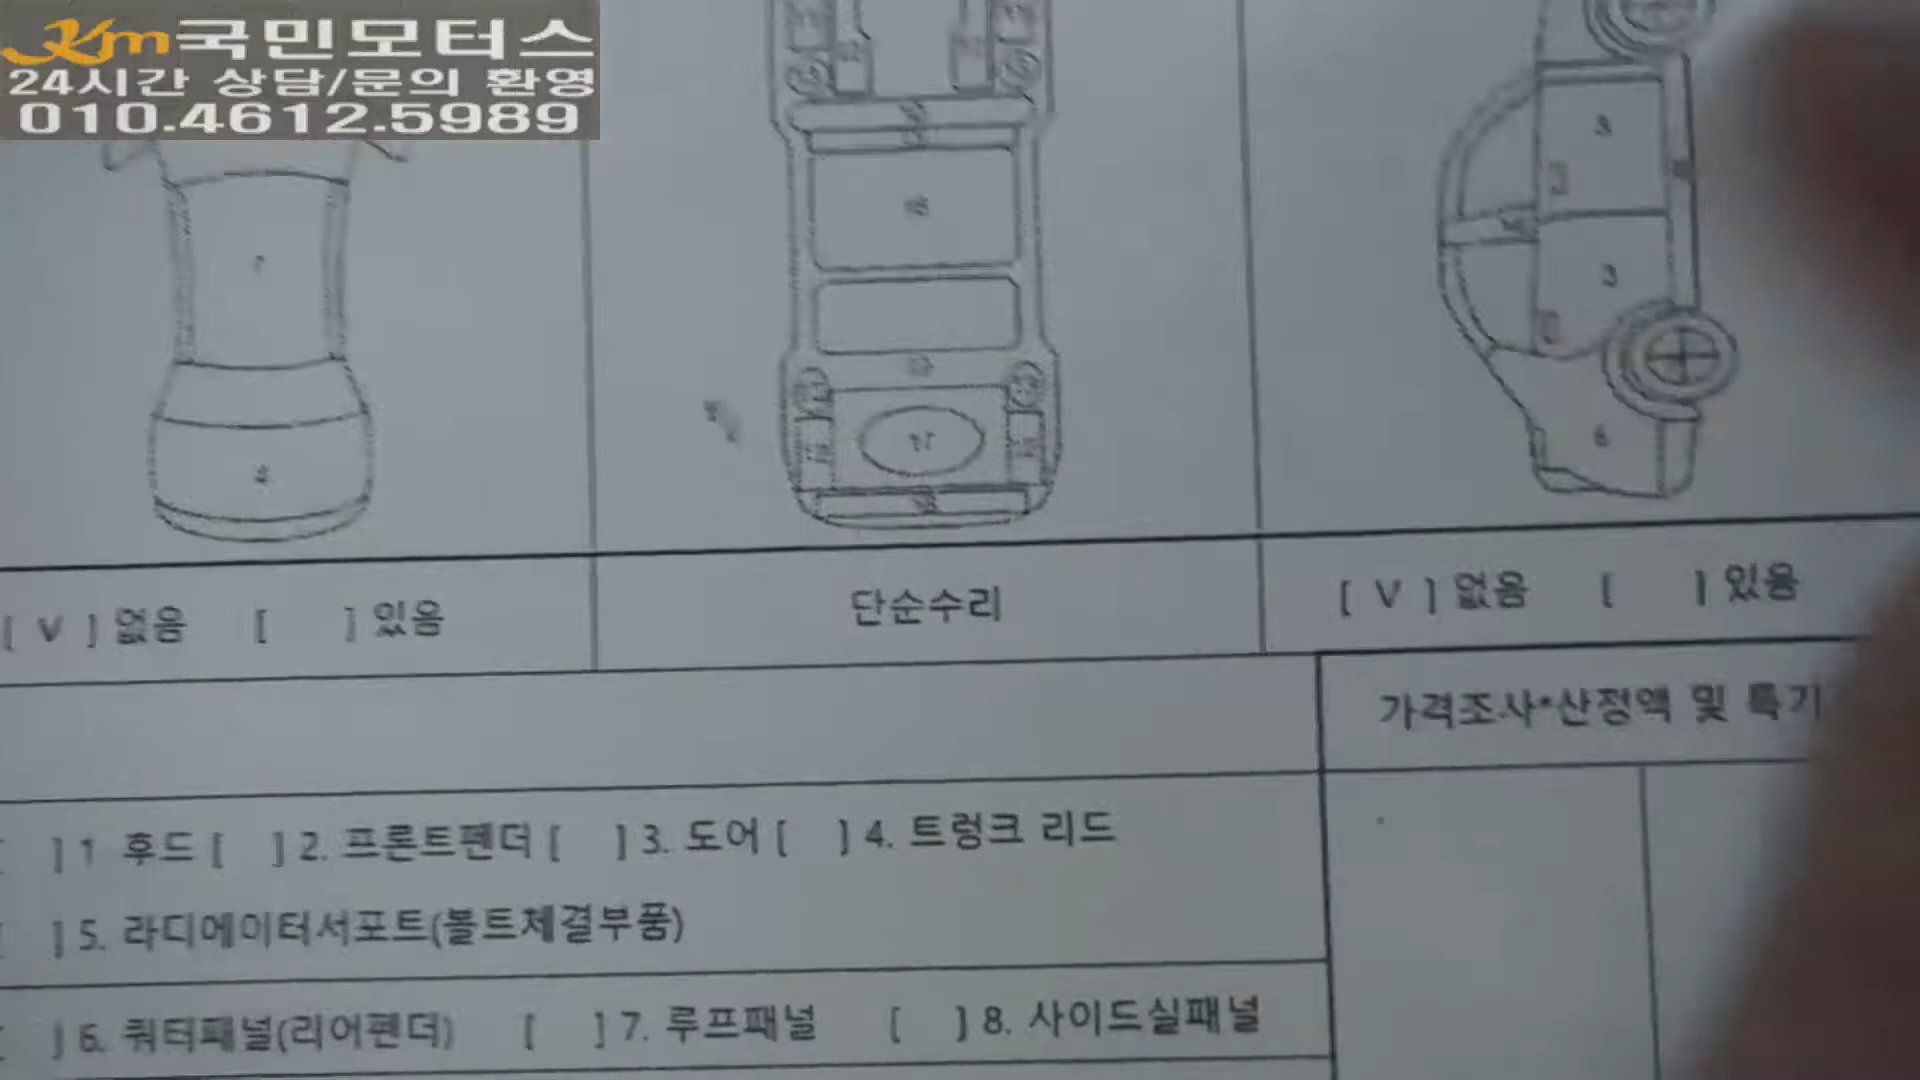 Km국민모터스
24시간 상담/문의 환영
010.4612.5989
7
3
3
4
6
[ V ] 없음 [ ] 있음
단순수리
[ V ] 없음 [ ] 있음
가격조사*산정액 및 특기
] 1 후드 [ ] 2. 프론트펜더 [ ] 3. 도어 [ ] 4. 트렁크 리드
] 5. 라디에이터서포트(볼트체결부품)
] 6. 쿼터패널(리어펜더) [ ] 7. 루프패널 [ ] 8. 사이드실패널